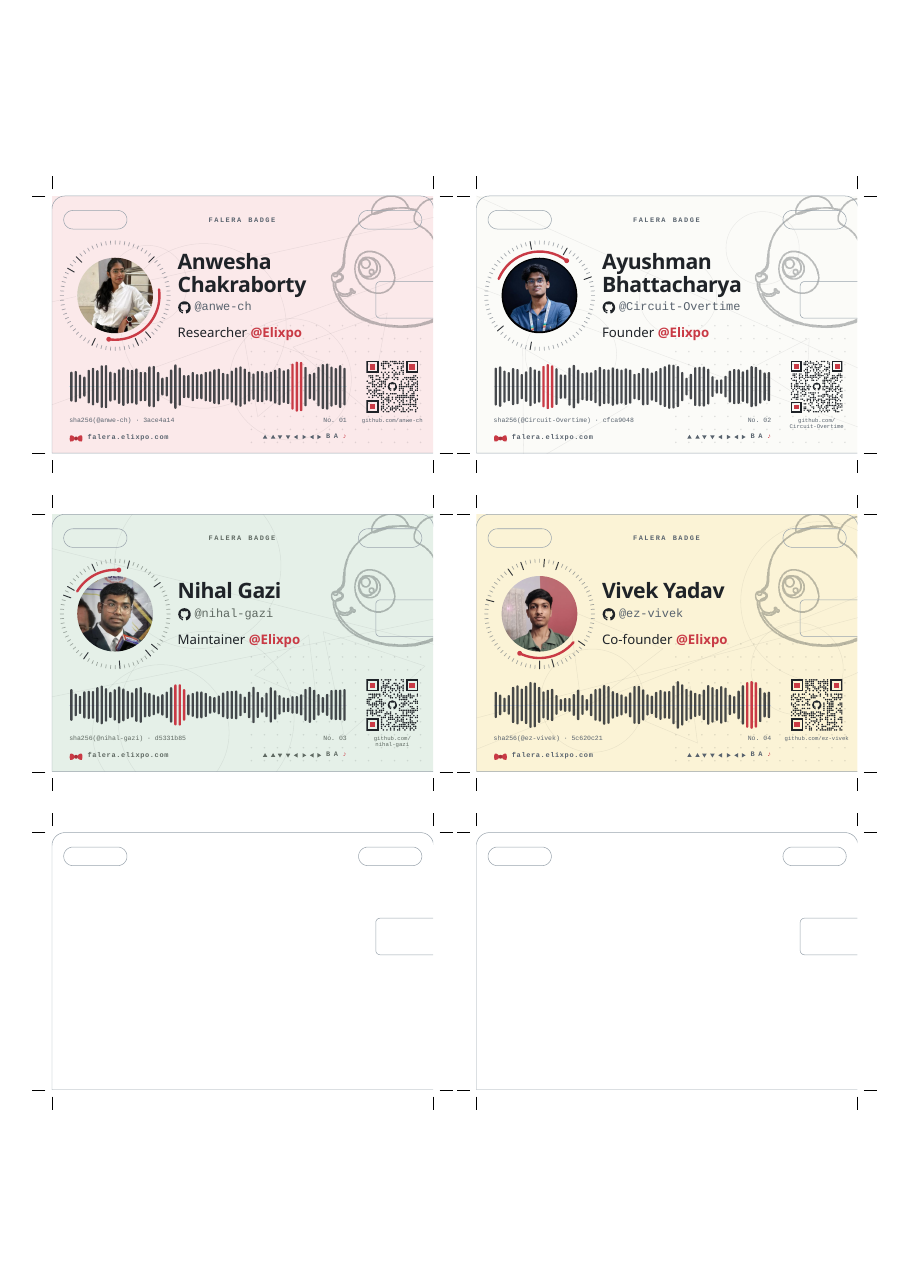 FALERA BADGE
Anwesha
Chakraborty
@anwe-ch
Researcher @Elixpo
sha256(@anwe-ch) · 3ace4a14
No. 01
github.com/anwe-ch
falera.elixpo.com
▲▲▼▼◀▶◀▶BA♪
FALERA BADGE
Ayushman
Bhattacharya
@Circuit-Overtime
Founder @Elixpo
sha256(@Circuit-Overtime) · cfca9048
No. 02
github.com/
Circuit-Overtime
falera.elixpo.com
▲▲▼▼◀▶◀▶BA♪
FALERA BADGE
Nihal Gazi
@nihal-gazi
Maintainer @Elixpo
sha256(@nihal-gazi) · d5331b65
No. 03
github.com/
nihal-gazi
falera.elixpo.com
▲▲▼▼◀▶◀▶BA♪
FALERA BADGE
Vivek Yadav
@ez-vivek
Co-founder @Elixpo
sha256(@ez-vivek) · 5c620c21
No. 04
github.com/ez-vivek
falera.elixpo.com
▲▲▼▼◀▶◀▶BA♪